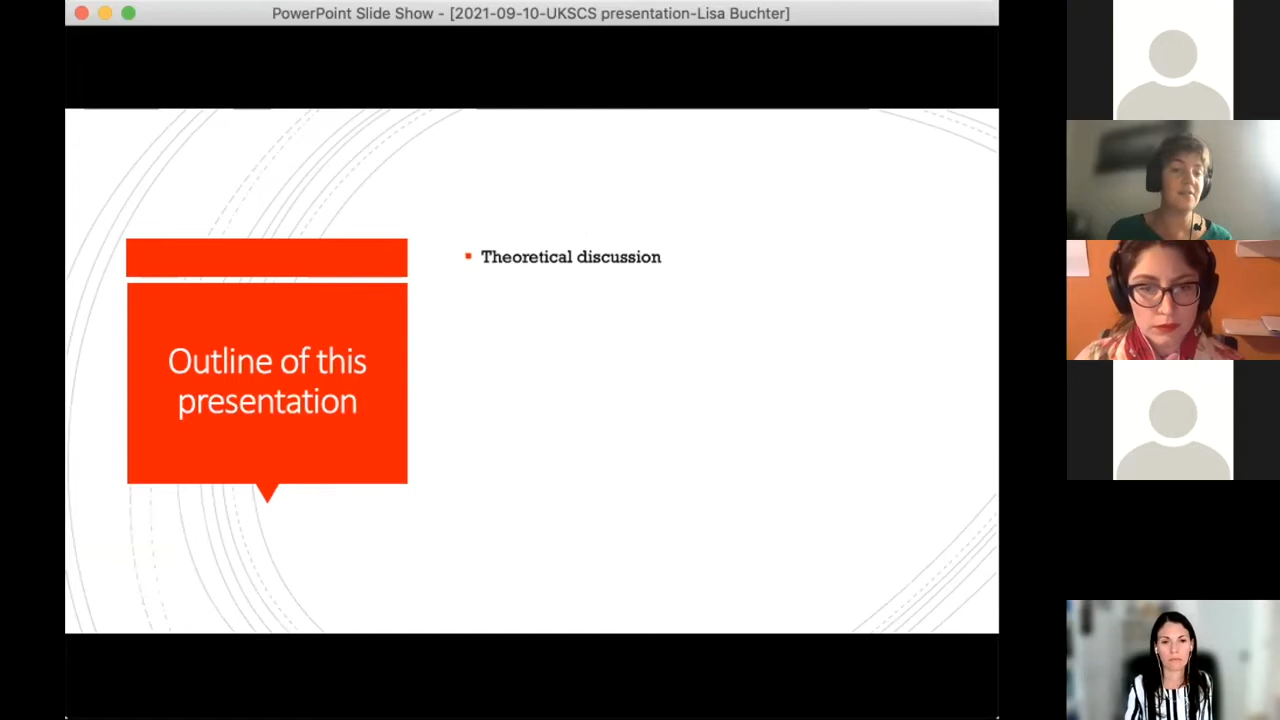 PowerPoint Slide Show - [2021-09-10-UKSCS presentation-Lisa Buchter]
Outline of this
presentation
Theoretical discussion